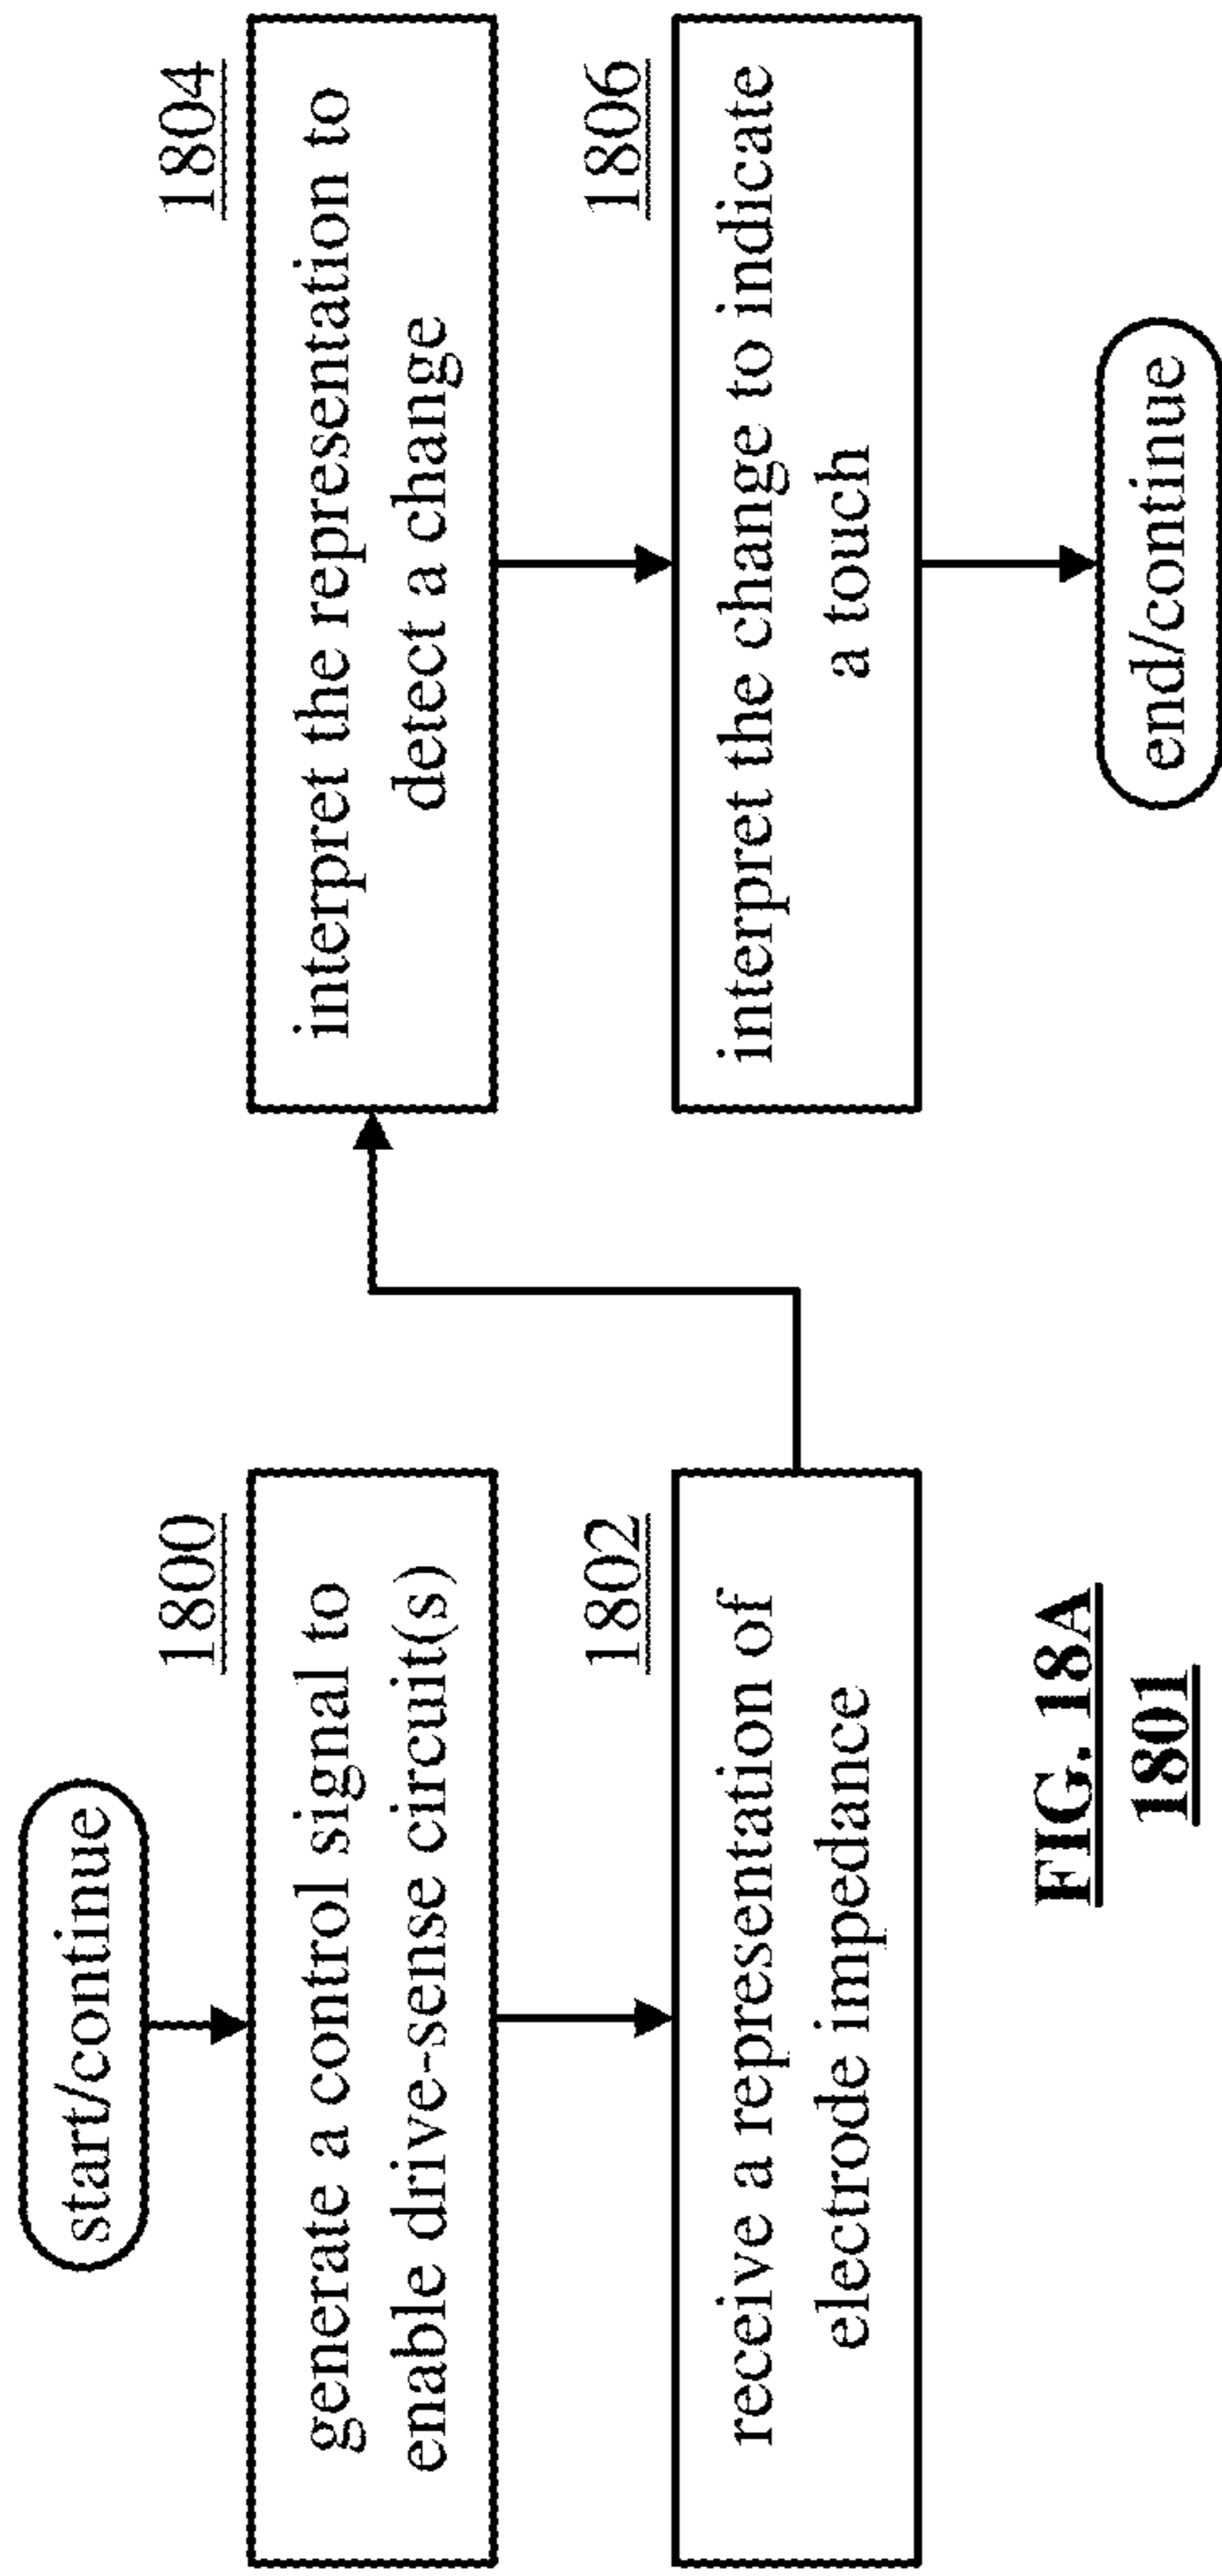 start/continue
1800
generate a control signal to
enable drive-sense circuit(s)
1802
receive a representation of
electrode impedance
1804
interpret the representation to
detect a change
1806
interpret the change to indicate
a touch
end/continue
FIG. 18A
1801